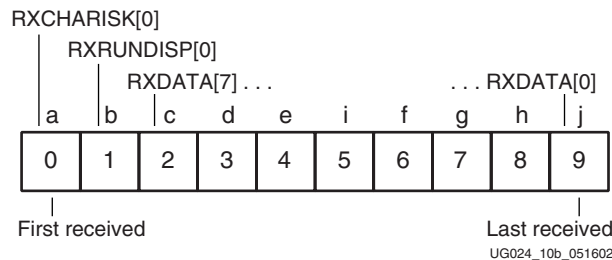 RXCHARISK[0]
RXRUNDISP[0]
RXDATA[7] . . . . . . RXDATA[0]
a b c d e i f g h j
0 1 2 3 4 5 6 7 8 9
First received Last received
UG024_10b_051602